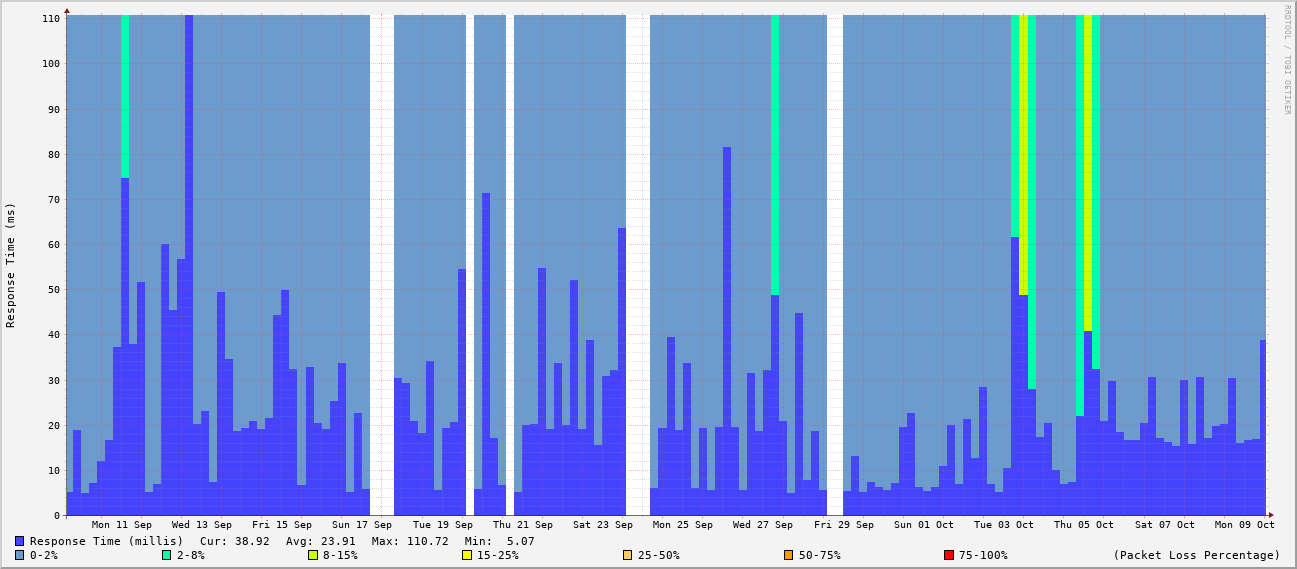 RRDTOOL / TOBI OETIKER
Response Time (ms)
110
100
90
80
70
60
50
40
30
20
10
0
Mon 11 Sep Wed 13 Sep Fri 15 Sep Sun 17 Sep Tue 19 Sep Thu 21 Sep Sat 23 Sep Mon 25 Sep Wed 27 Sep Fri 29 Sep Sun 01 Oct Tue 03 Oct Thu 05 Oct Sat 07 Oct Mon 09 Oct
Response Time (millis) Cur: 38.92 Avg: 23.91 Max: 110.72 Min: 5.07
0-2% 2-8% 8-15% 15-25% 25-50% 50-75% 75-100% (Packet Loss Percentage)